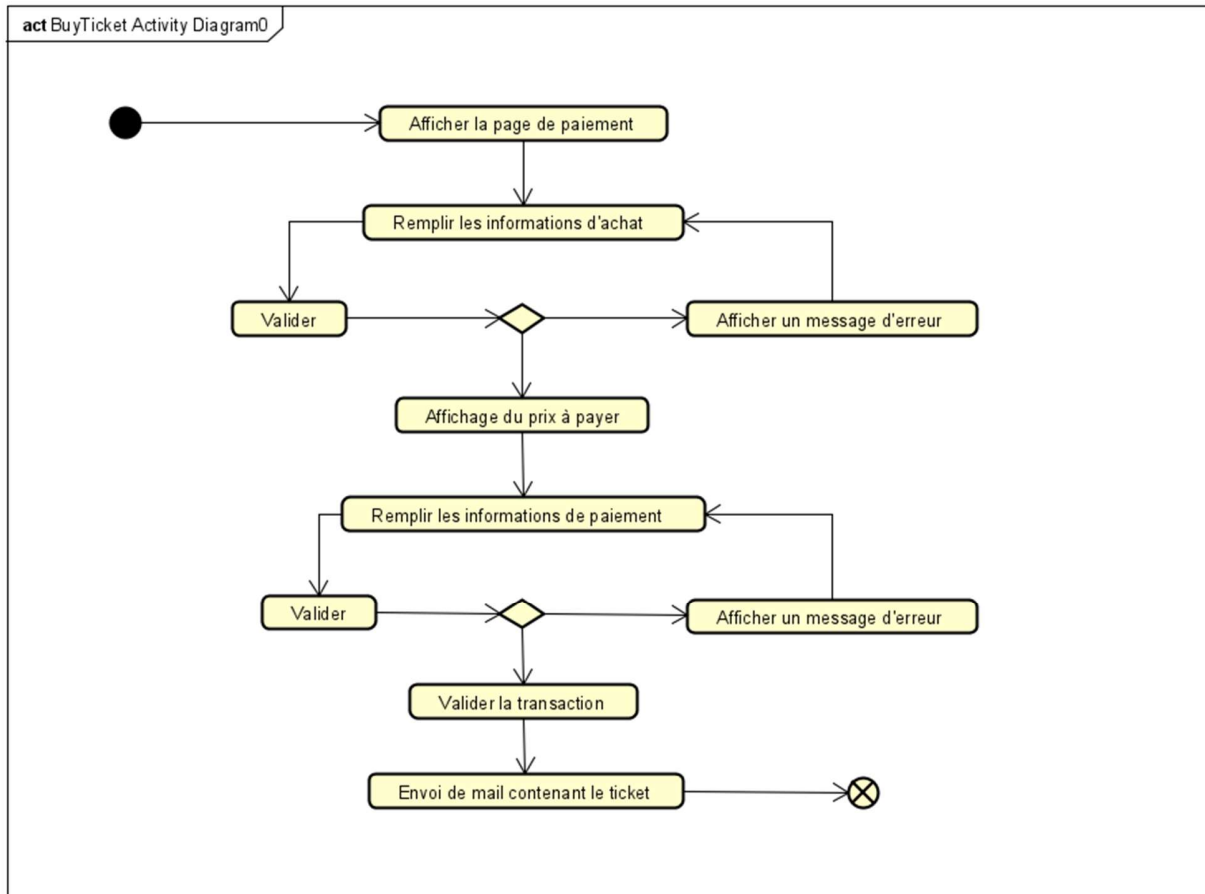 act BuyTicket Activity Diagram0
Afficher la page de paiement
Remplir les informations d'achat
Valider
Afficher un message d'erreur
Affichage du prix à payer
Remplir les informations de paiement
Valider
Afficher un message d'erreur
Valider la transaction
Envoi de mail contenant le ticket